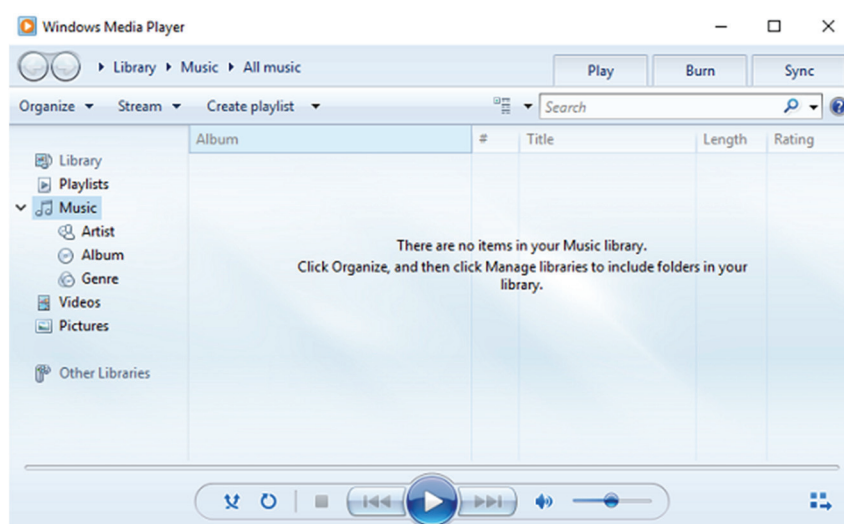 Windows Media Player
Library Music All music
Play Burn Sync
Organize Stream Create playlist Search ?
Album # Title Length Rating
Library
Playlists
Music
Artist
Album
Genre
Videos
Pictures
Other Libraries
There are no items in your Music library.
Click Organize, and then click Manage libraries to include folders in your
library.